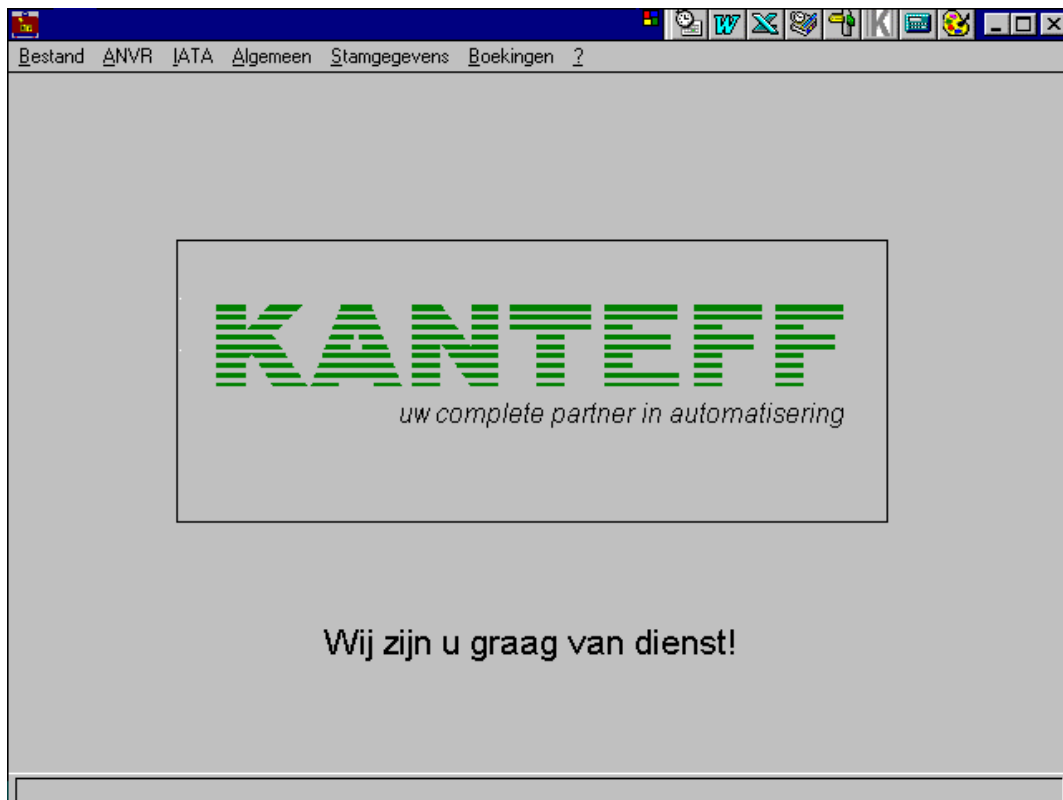 Bestand ANVR IATA Algemeen Stamgegevens Boekingen ?
KANTEFF
uw complete partner in automatisering
Wij zijn u graag van dienst!